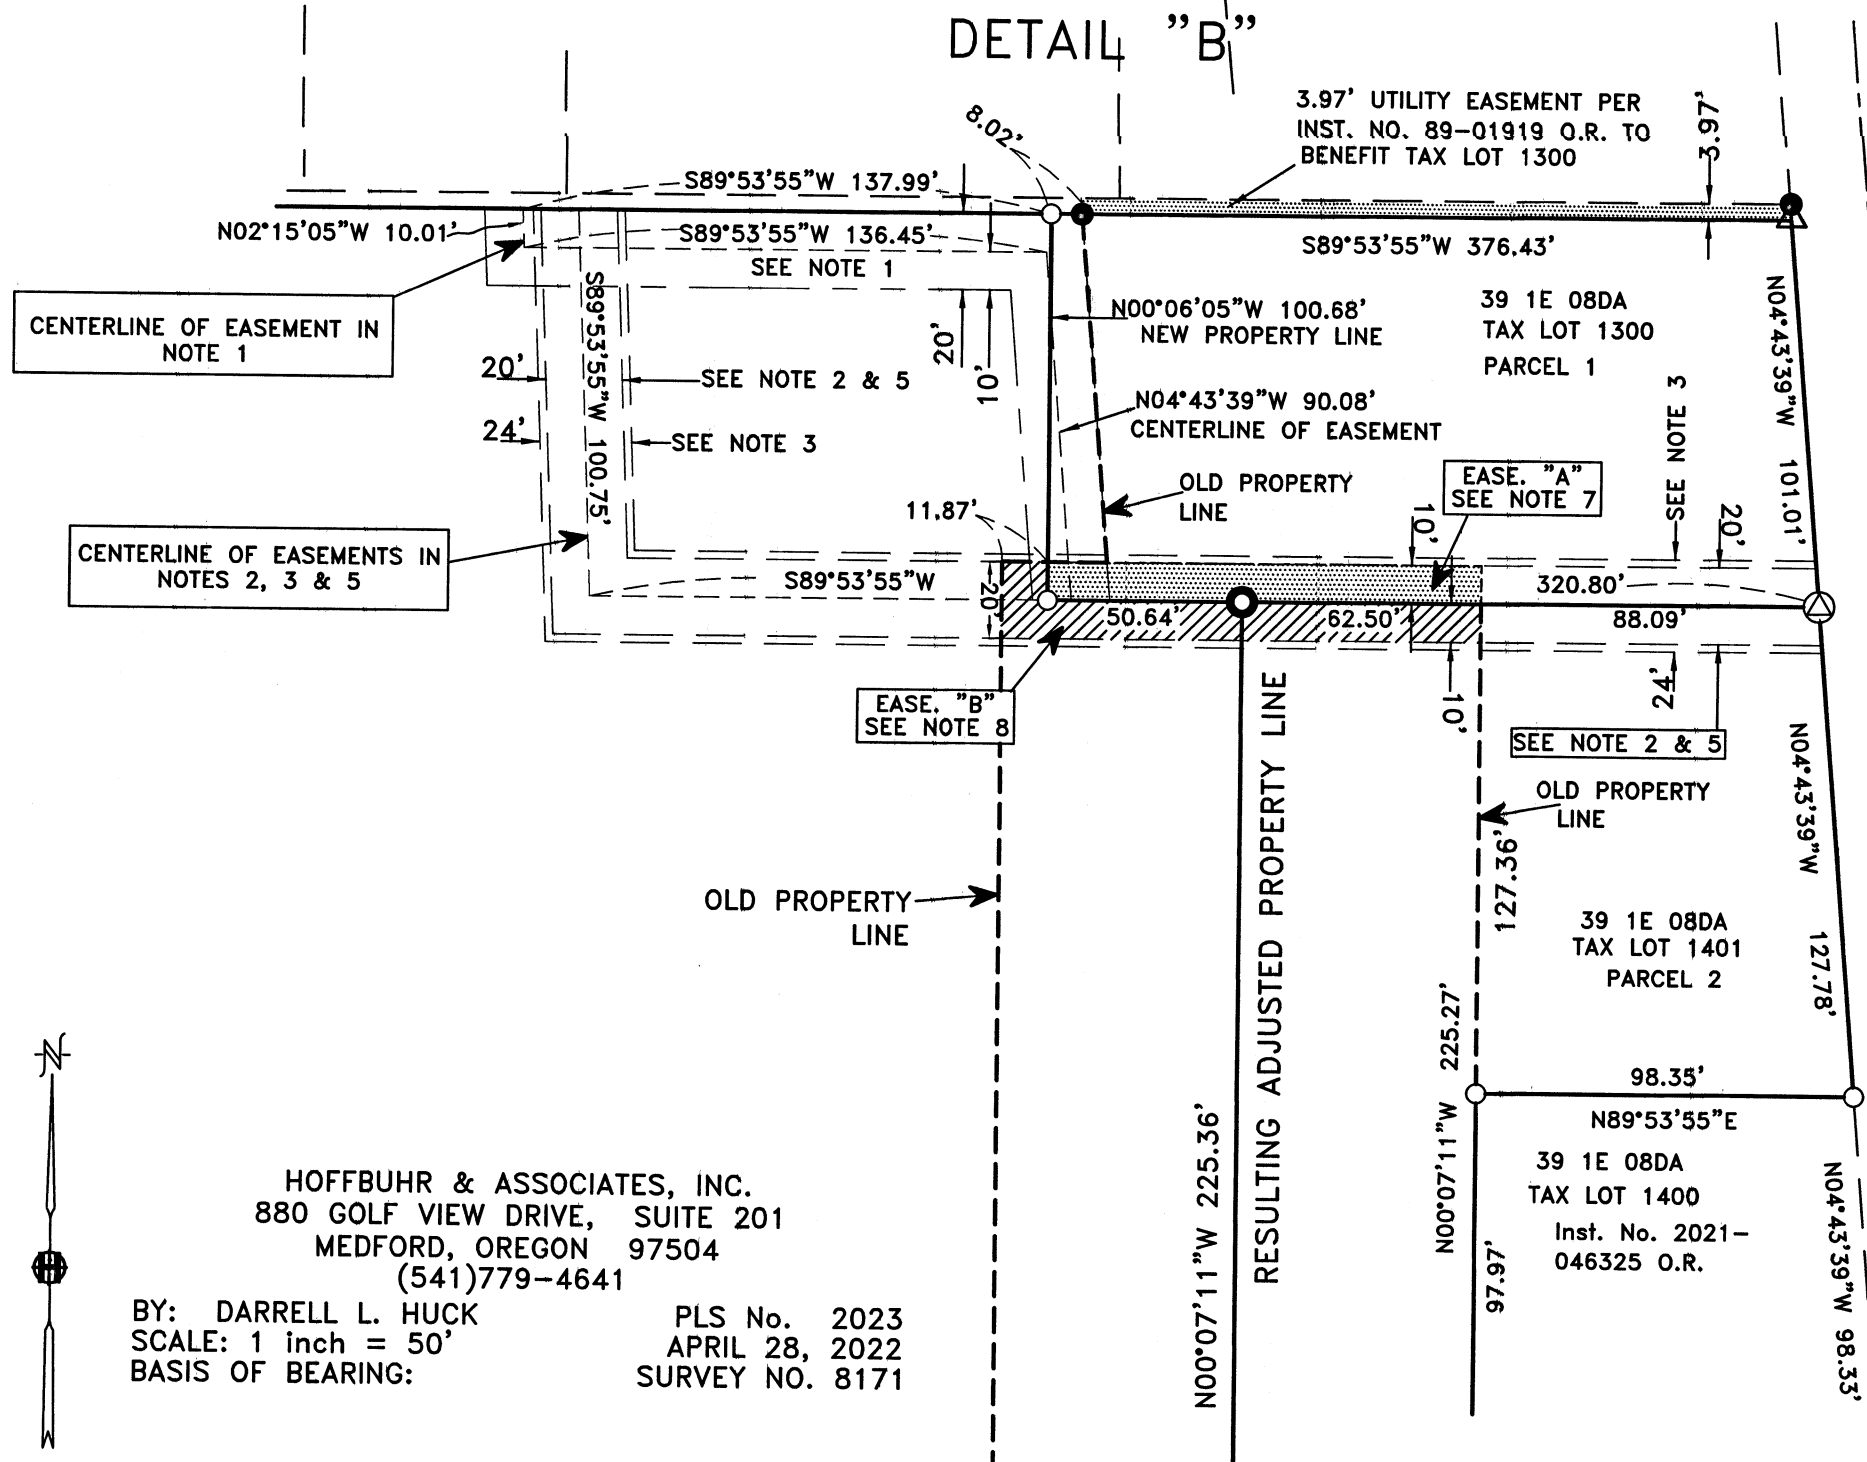 DETAIL "B"
3.97' UTILITY EASEMENT PER
INST. NO. 89-01919 O.R. TO
BENEFIT TAX LOT 1300
3.97'
8.02'
S89°53'55"W 137.99'
N02°15'05"W 10.01'
S89°53'55"W 136.45'
SEE NOTE 1
S89°53'55"W 376.43'
CENTERLINE OF EASEMENT IN
NOTE 1
S89°53'55"W 100.75'
20'
10'
N00°06'05"W 100.68'
NEW PROPERTY LINE
39 1E 08DA
TAX LOT 1300
PARCEL 1
N04°43'39"W 101.01'
20'
SEE NOTE 2 & 5
24'
SEE NOTE 3
N04°43'39"W 90.08'
CENTERLINE OF EASEMENT
SEE NOTE 3
OLD PROPERTY
LINE
EASE. "A"
SEE NOTE 7
11.87'
10'
20'
CENTERLINE OF EASEMENTS IN
NOTES 2, 3 & 5
S89°53'55"W
20'
320.80'
50.64'
62.50'
88.09'
EASE. "B"
SEE NOTE 8
10'
24'
SEE NOTE 2 & 5
OLD PROPERTY
LINE
127.36'
N04°43'39"W 127.78'
OLD PROPERTY
LINE
39 1E 08DA
TAX LOT 1401
PARCEL 2
RESULTING ADJUSTED PROPERTY LINE
N00°07'11"W 225.36'
N00°07'11"W 225.27'
98.35'
N89°53'55"E
39 1E 08DA
TAX LOT 1400
Inst. No. 2021-
046325 O.R.
97.97'
N04°43'39"W 98.33'
N
H
HOFFBUHR & ASSOCIATES, INC.
880 GOLF VIEW DRIVE, SUITE 201
MEDFORD, OREGON 97504
(541)779-4641
BY: DARRELL L. HUCK PLS No. 2023
SCALE: 1 inch = 50' APRIL 28, 2022
BASIS OF BEARING: SURVEY NO. 8171